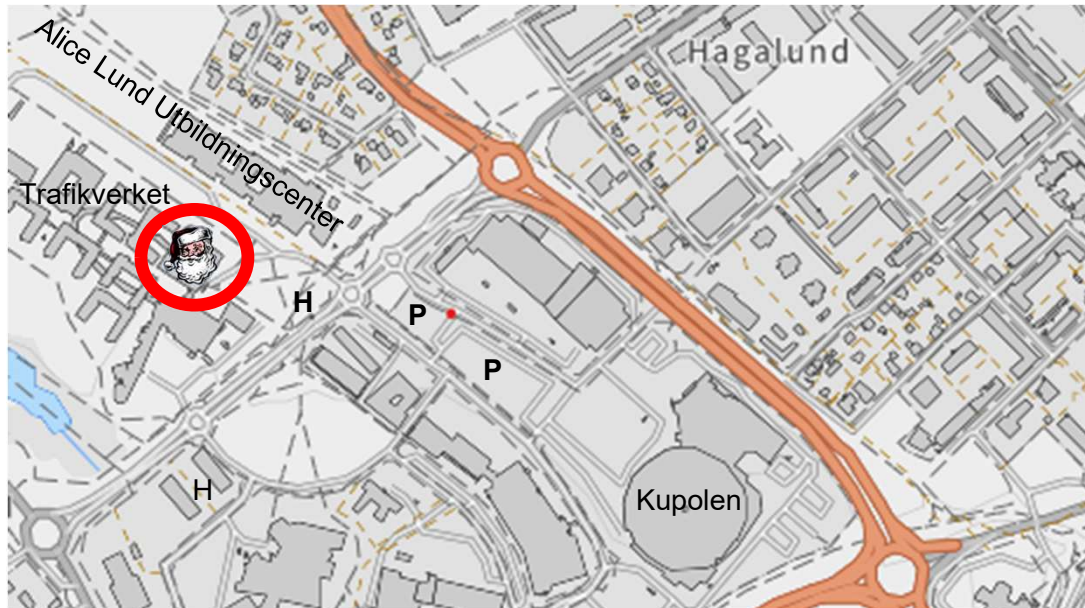 Hagalund
Alice Lund Utbildningscenter
Trafikverket
H
P
P
Kupolen
H